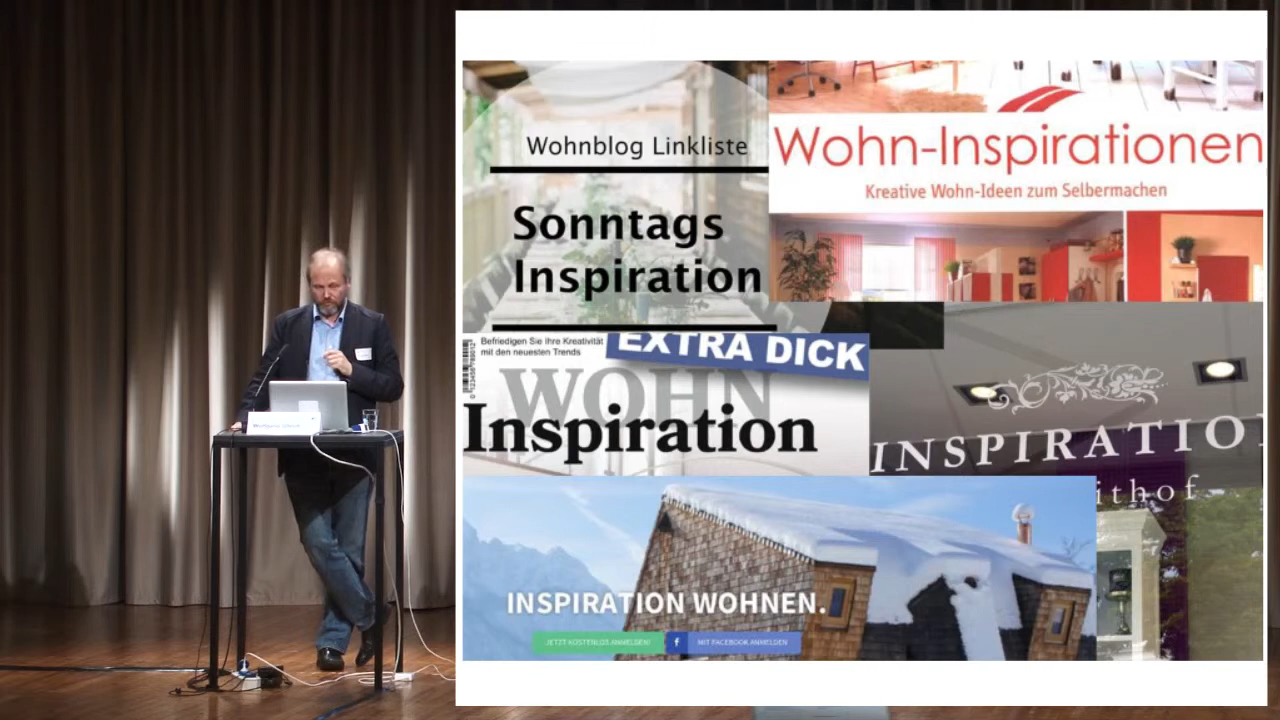 Wohnblog Linkliste
Sonntags
Inspiration
Wohn-Inspirationen
Kreative Wohn-Ideen zum Selbermachen
Befriedigen Sie Ihre Kreativität
mit den neuesten Trends
EXTRA DICK
WOHN
Inspiration
INSPIRATIO
ithof
INSPIRATION WOHNEN.
JETZT KOSTENLOS ANMELDEN!
f
MIT FACEBOOK ANMELDEN